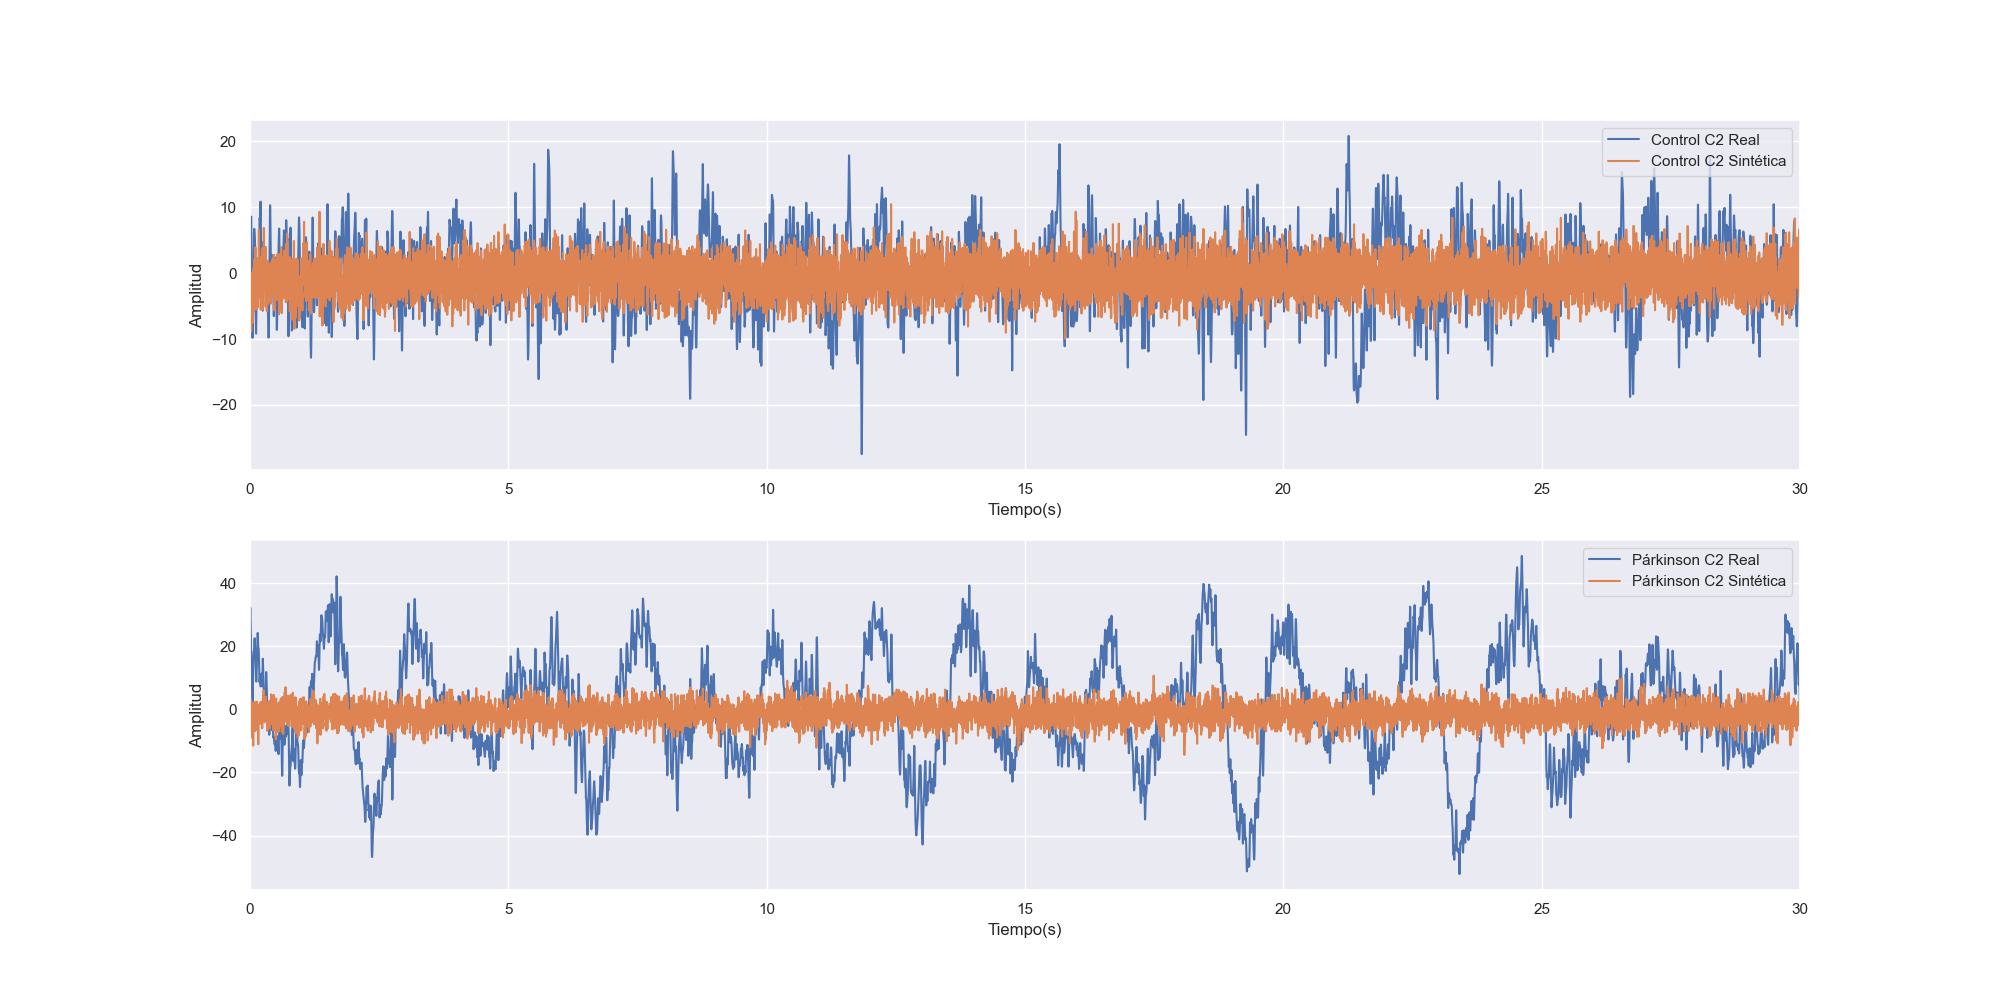 Control C2 Real
Control C2 Sintética
20
10
0
−10
−20
Amplitud
0 5 10 15 20 25 30
Tiempo(s)
Párkinson C2 Real
Párkinson C2 Sintética
40
20
0
−20
−40
Amplitud
0 5 10 15 20 25 30
Tiempo(s)